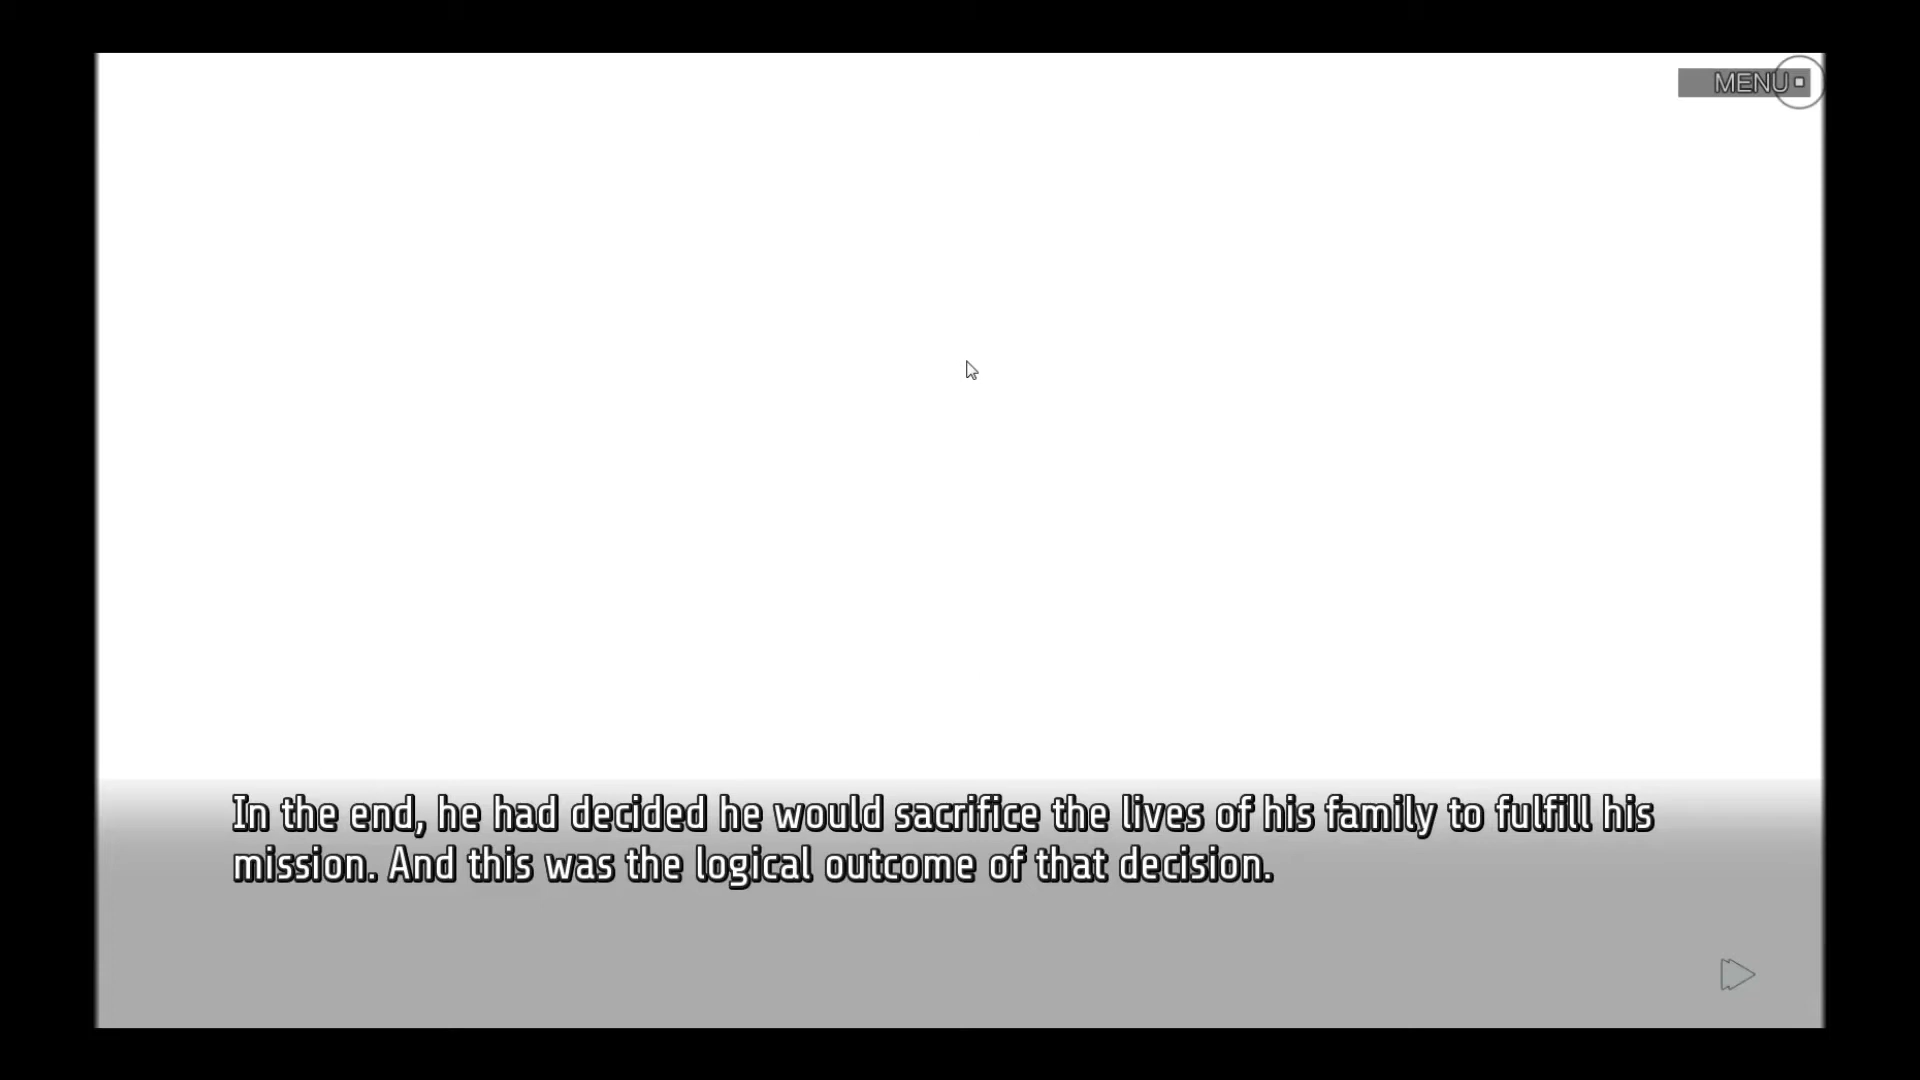 MENU
In the end, he had decided he would sacrifice the lives of his family to fulfill his
mission. And this was the logical outcome of that decision.